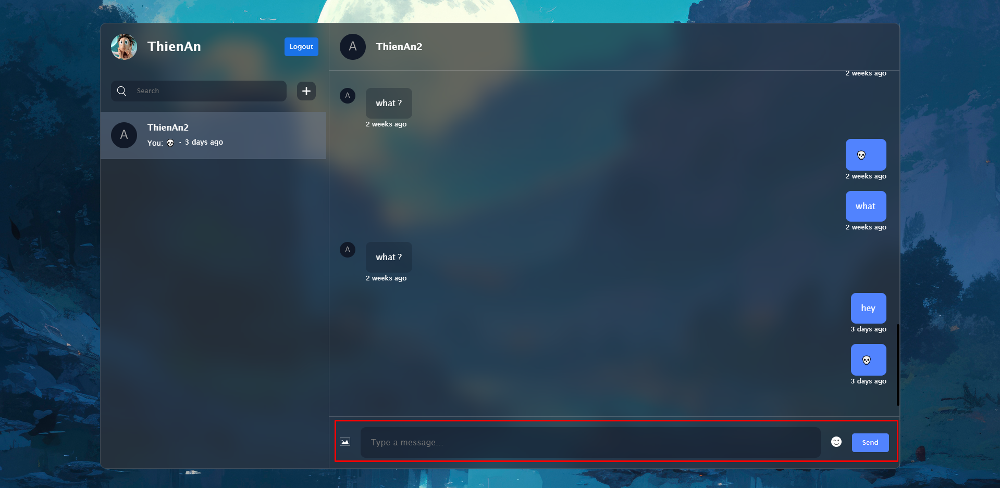 ThienAn
Logout
Search
ThienAn2
You: 💀 · 3 days ago
A
A
ThienAn2
2 weeks ago
A
what ?
2 weeks ago
💀
2 weeks ago
what
2 weeks ago
A
what ?
2 weeks ago
hey
3 days ago
💀
3 days ago
Type a message...
Send